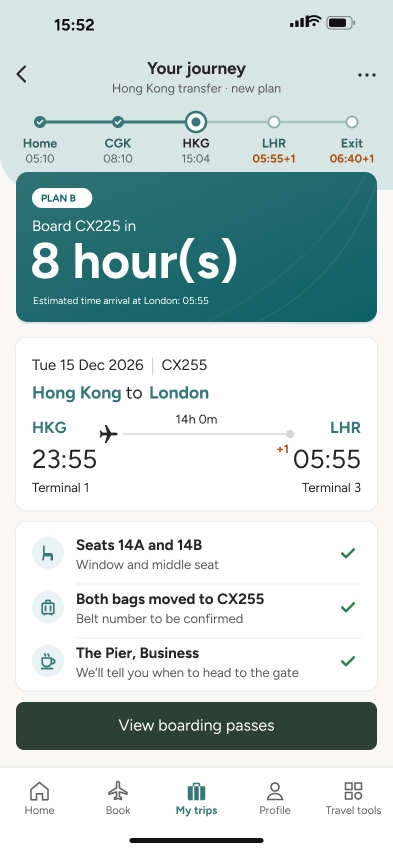 15:52
Your journey
Hong Kong transfer · new plan
Home CGK HKG LHR Exit
05:10 08:10 15:04 05:55+1 06:40+1
PLAN B
Board CX225 in
8 hour(s)
Estimated time arrival at London: 05:55
Tue 15 Dec 2026 CX255
Hong Kong to London
14h 0m
HKG LHR
23:55 +1 05:55
Terminal 1 Terminal 3
Seats 14A and 14B
Window and middle seat
Both bags moved to CX255
Belt number to be confirmed
The Pier, Business
We'll tell you when to head to the gate
View boarding passes
Home Book My trips Profile Travel tools